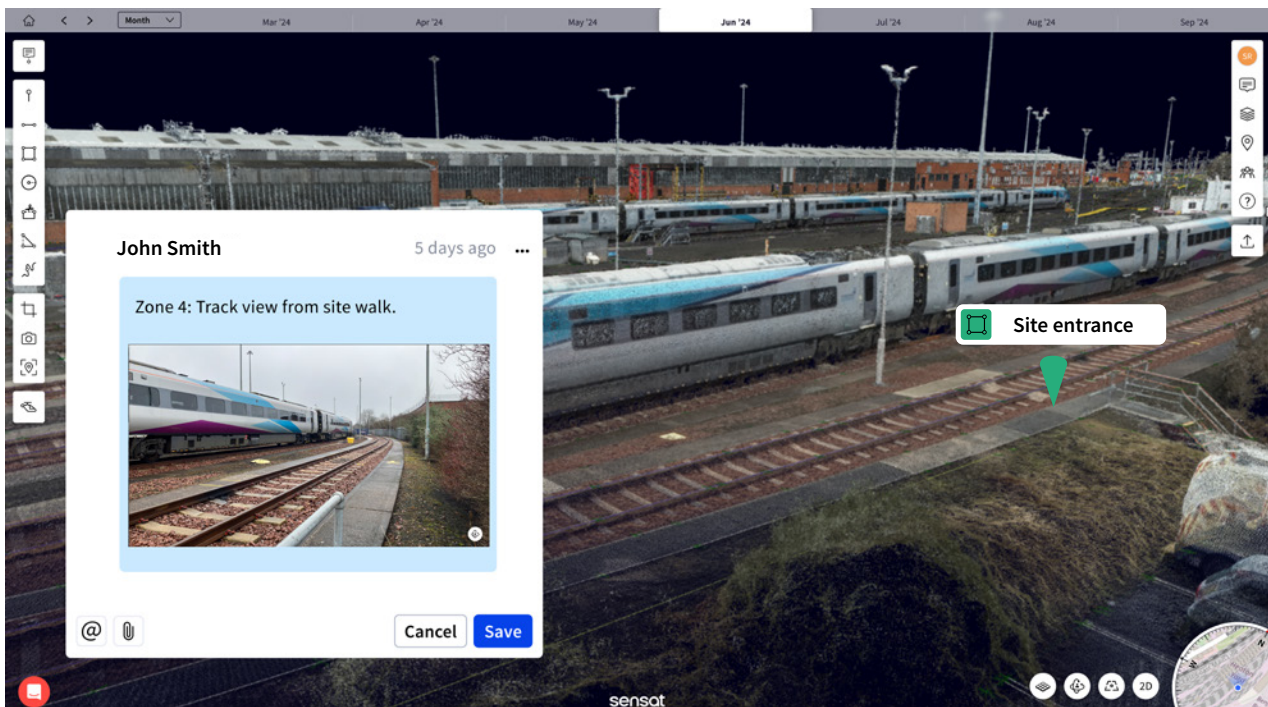 Month
Mar '24
Apr '24
May '24
Jun '24
Jul '24
Aug '24
Sep '24
SR
John Smith
5 days ago
Zone 4: Track view from site walk.
Site entrance
@
Cancel
Save
2D
W
N
sensat